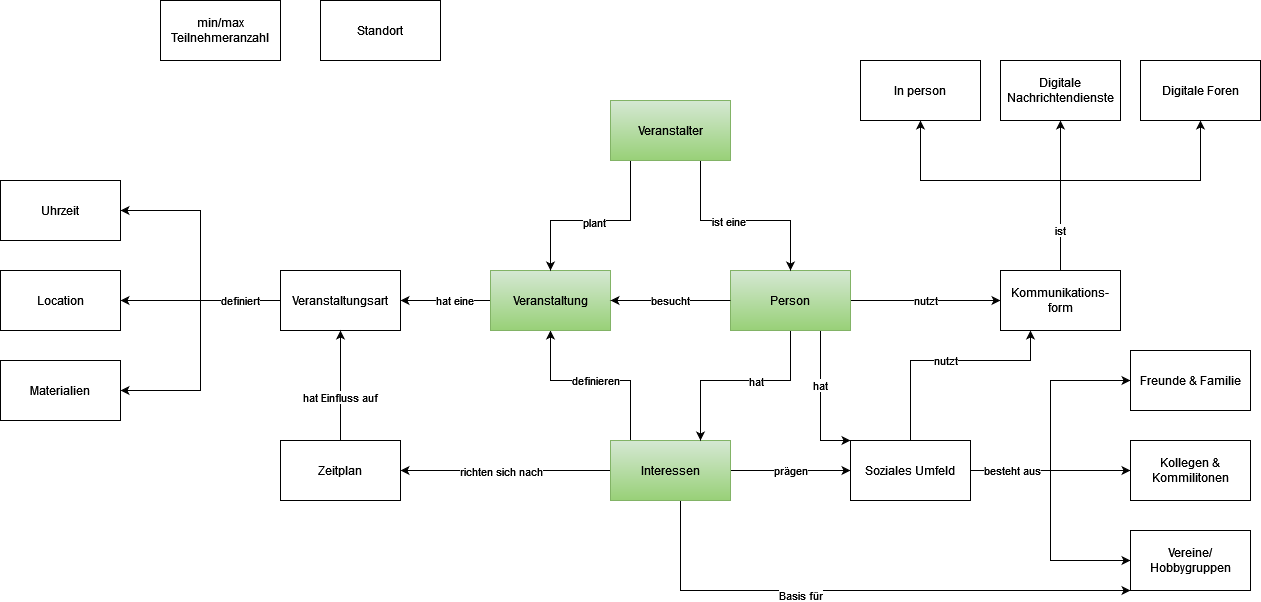 min/max
Teilnehmeranzahl
Standort
In person
Digitale
Nachrichtendienste
Digitale Foren
Veranstalter
plant
ist eine
ist
Uhrzeit
Location
definiert
Veranstaltungsart
hat eine
Veranstaltung
besucht
Person
nutzt
Kommunikations-
form
Materialien
hat Einfluss auf
definieren
hat
hat
nutzt
Freunde & Familie
Zeitplan
richten sich nach
Interessen
prägen
Soziales Umfeld
besteht aus
Kollegen &
Kommilitonen
Vereine/
Hobbygruppen
Basis für